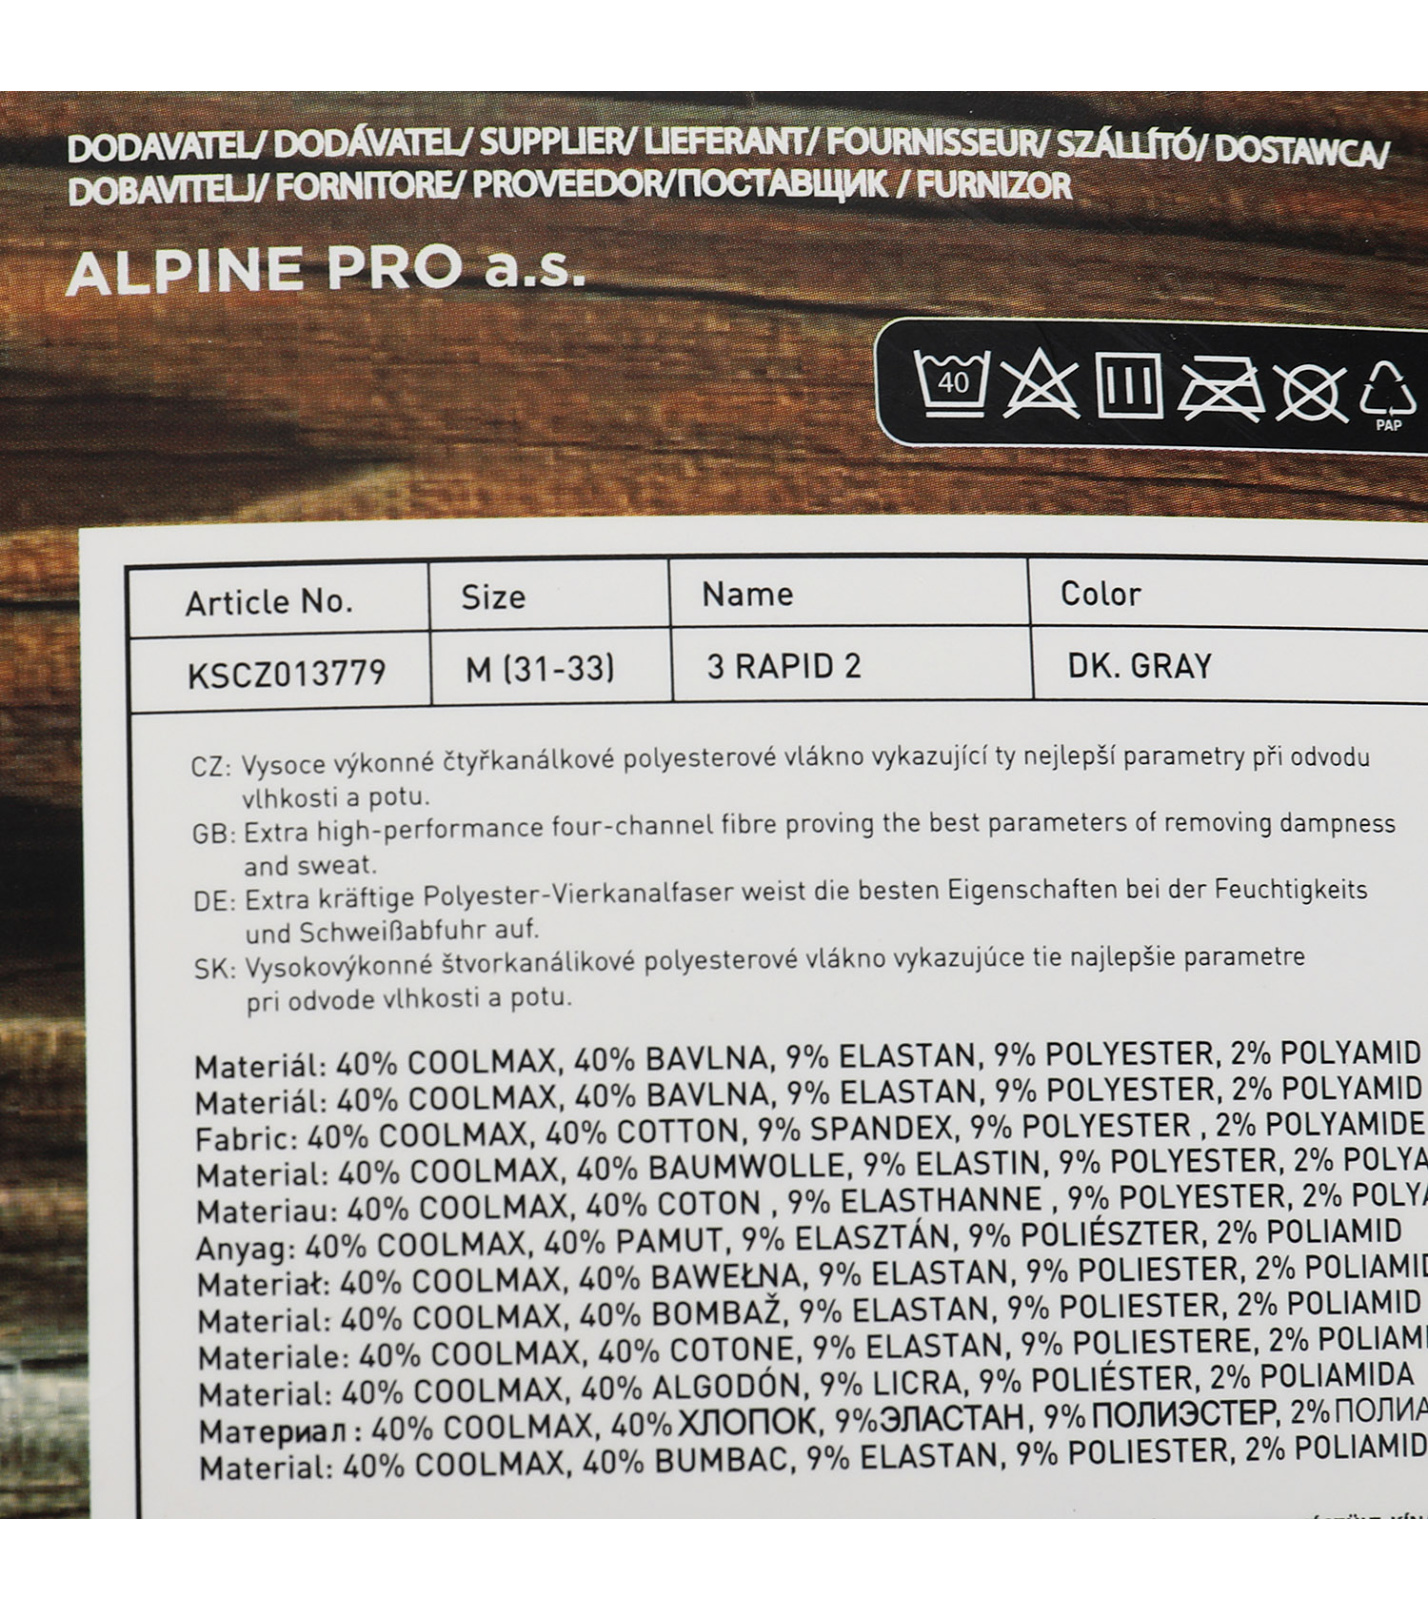 DODAVATEL/ DODÁVATEL/ SUPPLIER/ LIEFERANT/ FOURNISSEUR/ SZÁLLÍTÓ/ DOSTAWCA/
DOBAVITELJ/ FORNITORE/ PROVEEDOR/ПОСТАВЩИК / FURNIZOR
ALPINE PRO a.s.
40
PAP
Article No. Size Name Color
KSCZ013779 M (31-33) 3 RAPID 2 DK. GRAY
CZ: Vysoce výkonné čtyřkanálkové polyesterové vlákno vykazující ty nejlepší parametry při odvodu
vlhkosti a potu.
GB: Extra high-performance four-channel fibre proving the best parameters of removing dampness
and sweat.
DE: Extra kräftige Polyester-Vierkanalfaser weist die besten Eigenschaften bei der Feuchtigkeits
und Schweißabfuhr auf.
SK: Vysokovýkonné štvorkanálikové polyesterové vlákno vykazujúce tie najlepšie parametre
pri odvode vlhkosti a potu.
Materiál: 40% COOLMAX, 40% BAVLNA, 9% ELASTAN, 9% POLYESTER, 2% POLYAMID
Materiál: 40% COOLMAX, 40% BAVLNA, 9% ELASTAN, 9% POLYESTER, 2% POLYAMID
Fabric: 40% COOLMAX, 40% COTTON, 9% SPANDEX, 9% POLYESTER , 2% POLYAMIDE
Material: 40% COOLMAX, 40% BAUMWOLLE, 9% ELASTIN, 9% POLYESTER, 2%
Materiau: 40% COOLMAX, 40% COTON , 9% ELASTHANNE , 9% POLYESTER, 2%
Anyag: 40% COOLMAX, 40% PAMUT, 9% ELASZTÁN, 9% POLIÉSZTER, 2% POLIAMID
Materiał: 40% COOLMAX, 40% BAWEŁNA, 9% ELASTAN, 9% POLIESTER, 2% POLIAMID
Material: 40% COOLMAX, 40% BOMBAŽ, 9% ELASTAN, 9% POLIESTER, 2% POLIAMID
Materiale: 40% COOLMAX, 40% COTONE, 9% ELASTAN, 9% POLIESTERE, 2%
Material: 40% COOLMAX, 40% ALGODÓN, 9% LICRA, 9% POLIÉSTER, 2% POLIAMIDA
Материал : 40% COOLMAX, 40% ХЛОПОК, 9%ЭЛАСТАН, 9% ПОЛИЭСТЕР, 2%
Material: 40% COOLMAX, 40% BUMBAC, 9% ELASTAN, 9% POLIESTER, 2% POLIAMID